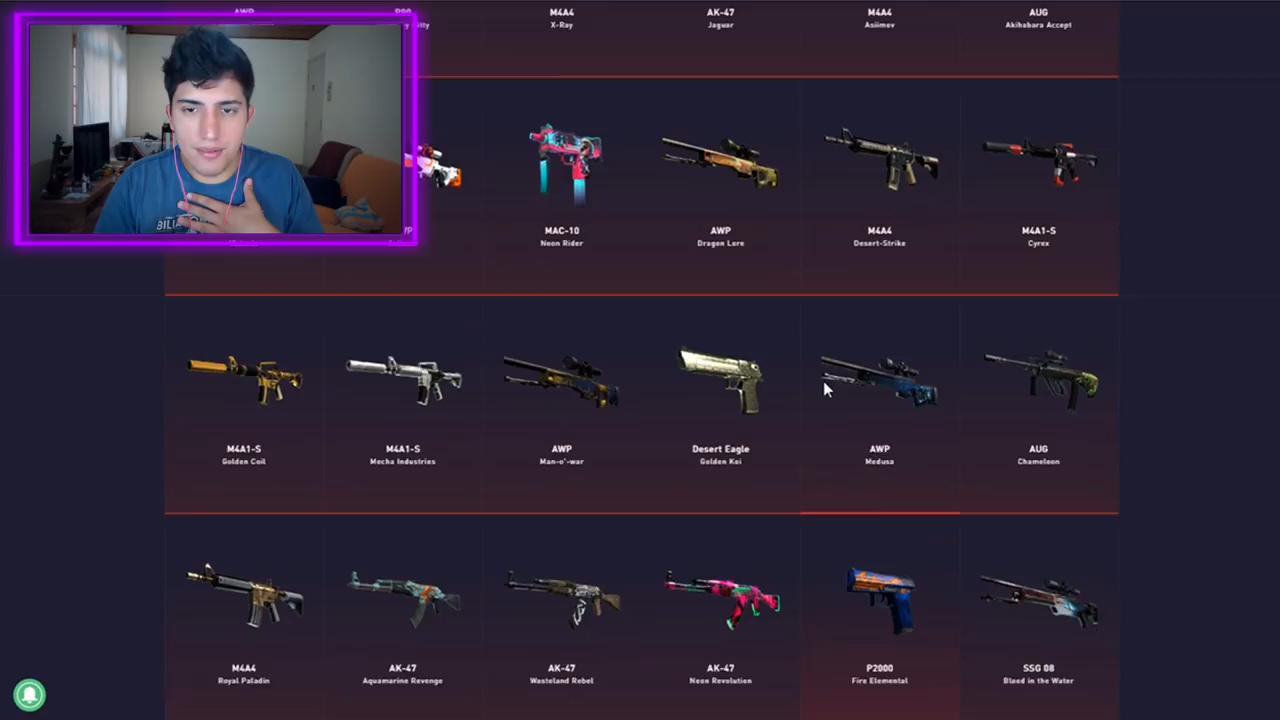 AWP
M4A4
X-Ray
AK-47
Jaguar
M4A4
Asiimov
AUG
Akihabara Accept
MAC-10
Neon Rider
AWP
Dragon Lore
M4A4
Desert-Strike
M4A1-S
Cyrex
M4A1-S
Golden Coil
M4A1-S
Mecha Industries
AWP
Man-o'-war
Desert Eagle
Golden Koi
AWP
Medusa
AUG
Chameleon
M4A4
Royal Paladin
AK-47
Aquamarine Revenge
AK-47
Wasteland Rebel
AK-47
Neon Revolution
P2000
Fire Elemental
SSG 08
Blood in the Water